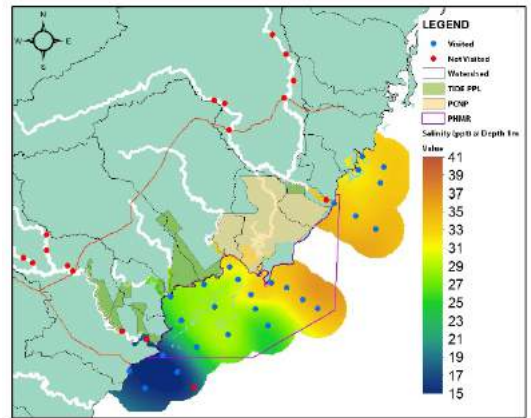 N
W E
S
LEGEND
Visited
Not Visited
Watershed
TIDE PPL
PCNP
PHMR
Salinity (ppt) at Depth 1m
Value
41
39
37
35
33
31
29
27
25
23
21
19
17
15